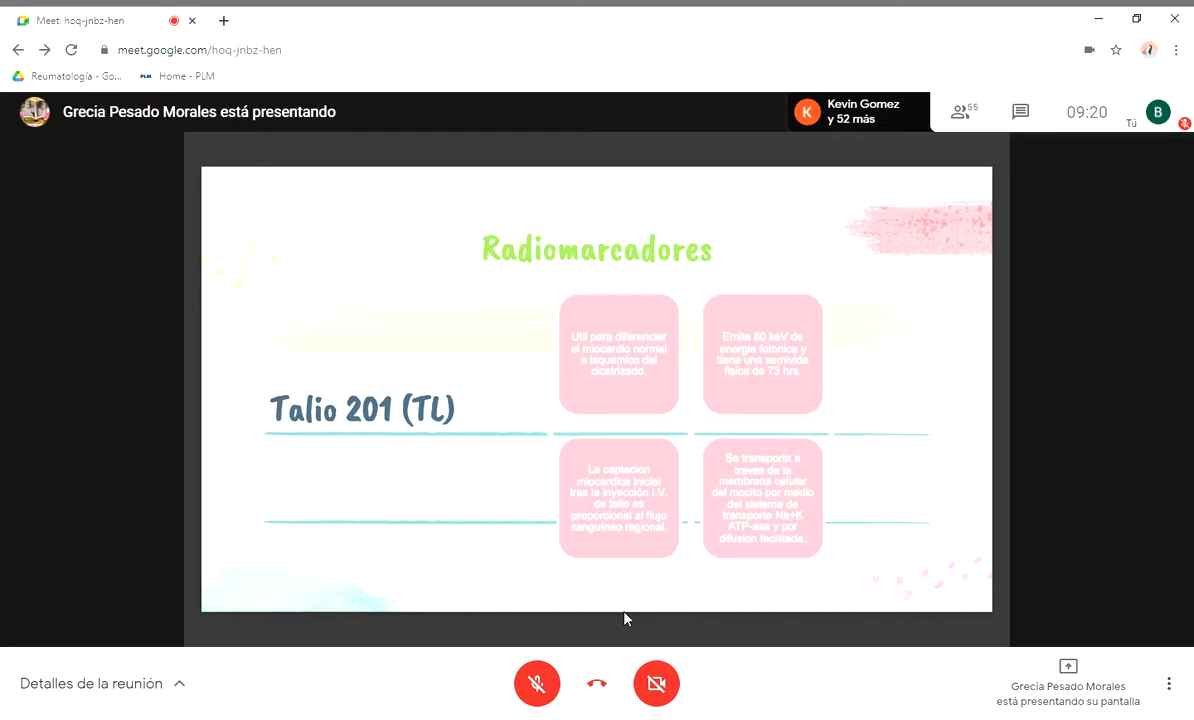 Meet: hoq-jnbz-hen
meet.google.com/hoq-jnbz-hen
Reumatología - Go...
PLM
Home - PLM
Grecia Pesado Morales está presentando
K
Kevin Gomez
y 52 más
55
09:20
Tú
B
Radiomarcadores
Talio 201 (TL)
Util para diferenciar
el miocardio normal
e isquemico del
cicatrizado.
Emite 80 keV de
energia fotonica y
tiene una semivida
fisica de 73 hrs.
La captacion
miocardica inicial
tras la inyección I.V.
de talio es
proporcional al flujo
sanguíneo regional.
Se transporta a
traves de la
membrana celular
del mocito por medio
del sistema de
transporte Na+K
ATP-asa y por
difusion facilitada.
Detalles de la reunión
Grecia Pesado Morales
está presentando su pantalla